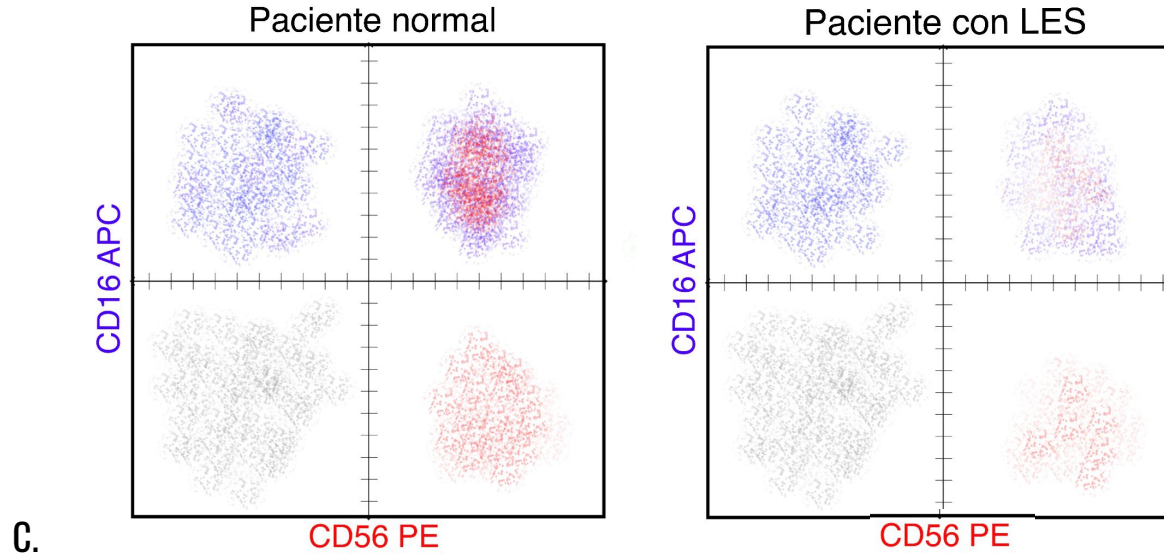 Paciente normal
Paciente con LES
CD16 APC
CD16 APC
C.
CD56 PE
CD56 PE